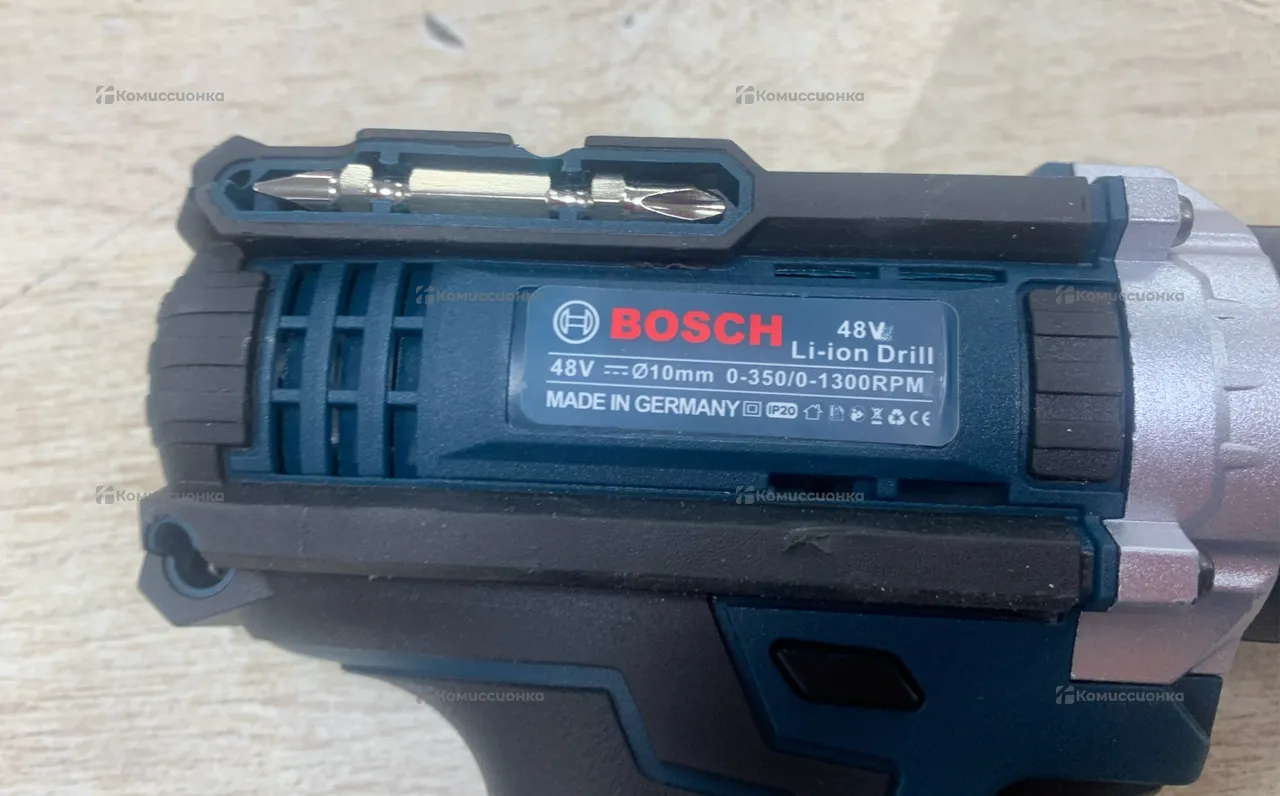 Комиссионка Комиссионка
Комиссионка Комиссионка
BOSCH 48V
Li-ion Drill
48V ⎓ Ø10mm 0-350/0-1300RPM
MADE IN GERMANY IP20 CE
Комиссионка Комиссионка
Комиссионка Комиссионка